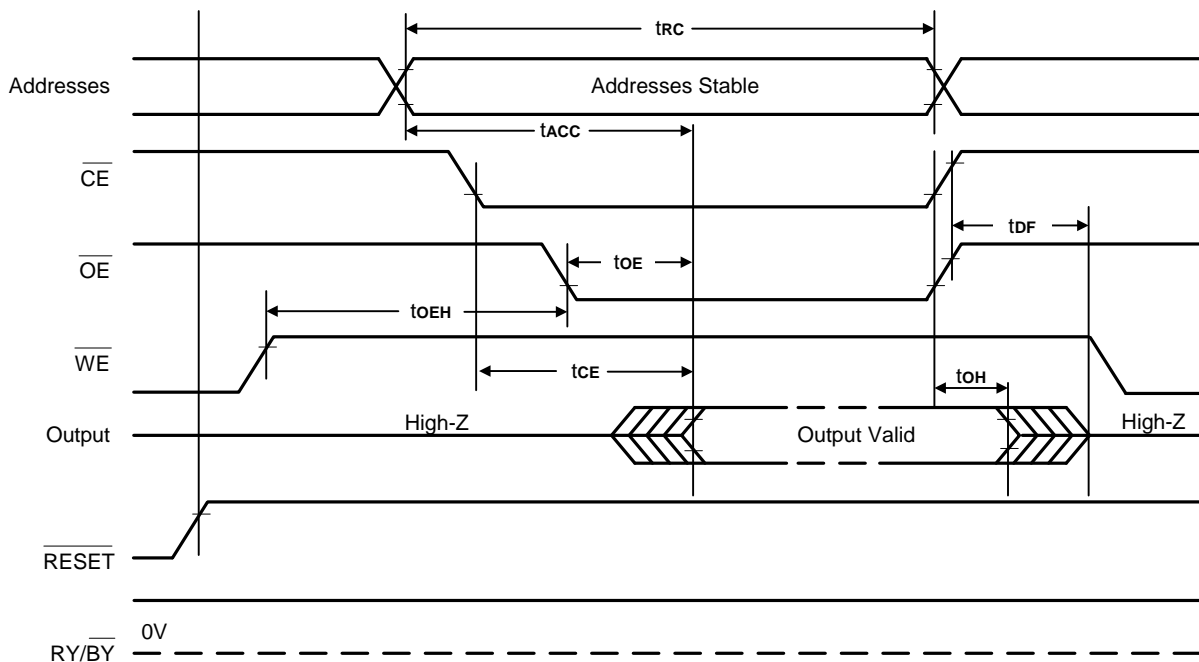 tRC
Addresses
Addresses Stable
tACC
CE
tDF
OE
tOE
tOEH
WE
tCE
tOH
High-Z
High-Z
Output
Output Valid
RESET
0V
RY/BY